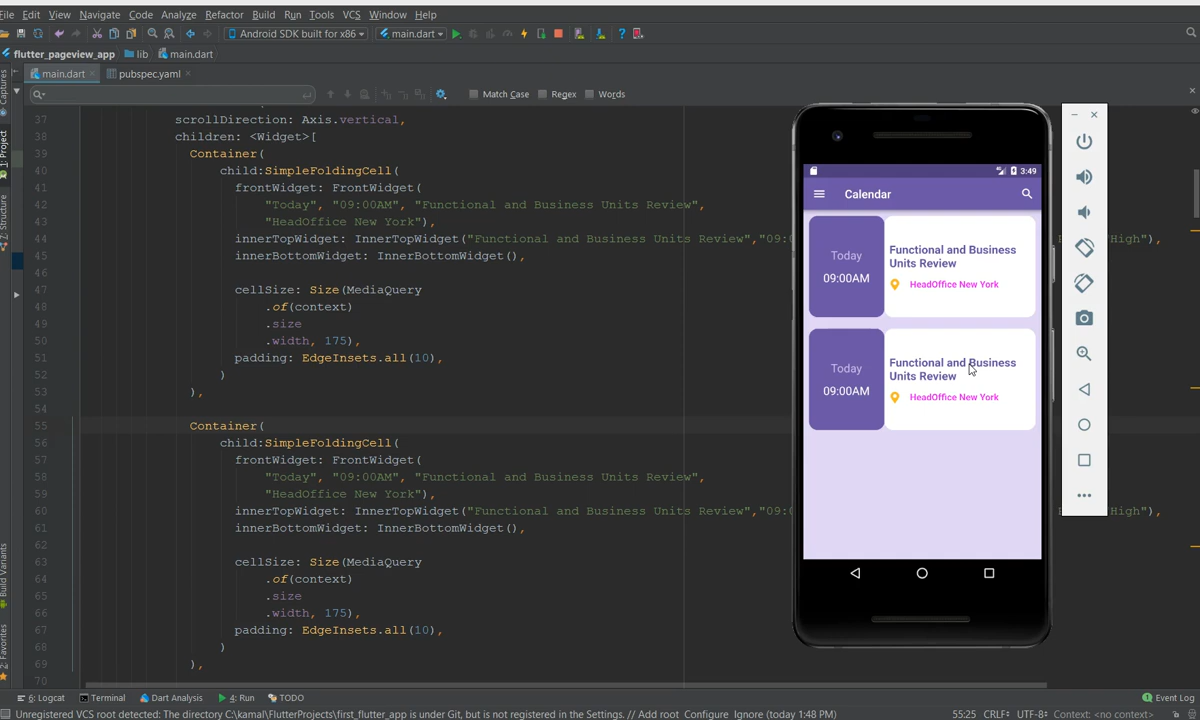 File Edit View Navigate Code Analyze Refactor Build Run Tools VCS Window Help
Android SDK built for x86 main.dart
flutter_pageview_app lib main.dart
main.dart pubspec.yaml
Match Case Regex Words
37 scrollDirection: Axis.vertical,
38 children: <Widget>[
39 Container(
40 child:SimpleFoldingCell(
41 frontWidget: FrontWidget(
42 "Today", "09:00AM", "Functional and Business Units Review",
43 "HeadOffice New York"),
44 innerTopWidget: InnerTopWidget("Functional and Business Units Review","09:0 High"),
45 innerBottomWidget: InnerBottomWidget(),
46
47 cellSize: Size(MediaQuery
48 .of(context)
49 .size
50 .width, 175),
51 padding: EdgeInsets.all(10),
52 )
53 ),
54
55 Container(
56 child:SimpleFoldingCell(
57 frontWidget: FrontWidget(
58 "Today", "09:00AM", "Functional and Business Units Review",
59 "HeadOffice New York"),
60 innerTopWidget: InnerTopWidget("Functional and Business Units Review","09:0 High"),
61 innerBottomWidget: InnerBottomWidget(),
62
63 cellSize: Size(MediaQuery
64 .of(context)
65 .size
66 .width, 175),
67 padding: EdgeInsets.all(10),
68 )
69 ),
70
Captures
1: Project
Z: Structure
Build Variants
2: Favorites
3:49
Calendar
Today
09:00AM
Functional and Business
Units Review
HeadOffice New York
Today
09:00AM
Functional and Business
Units Review
HeadOffice New York
6: Logcat Terminal Dart Analysis 4: Run TODO Event Log
Unregistered VCS root detected: The directory C:\kamal\FlutterProjects\first_flutter_app is under Git, but is not registered in the Settings. // Add root Configure Ignore (today 1:48 PM) 55:25 CRLF÷ UTF-8÷ Context: <no context>